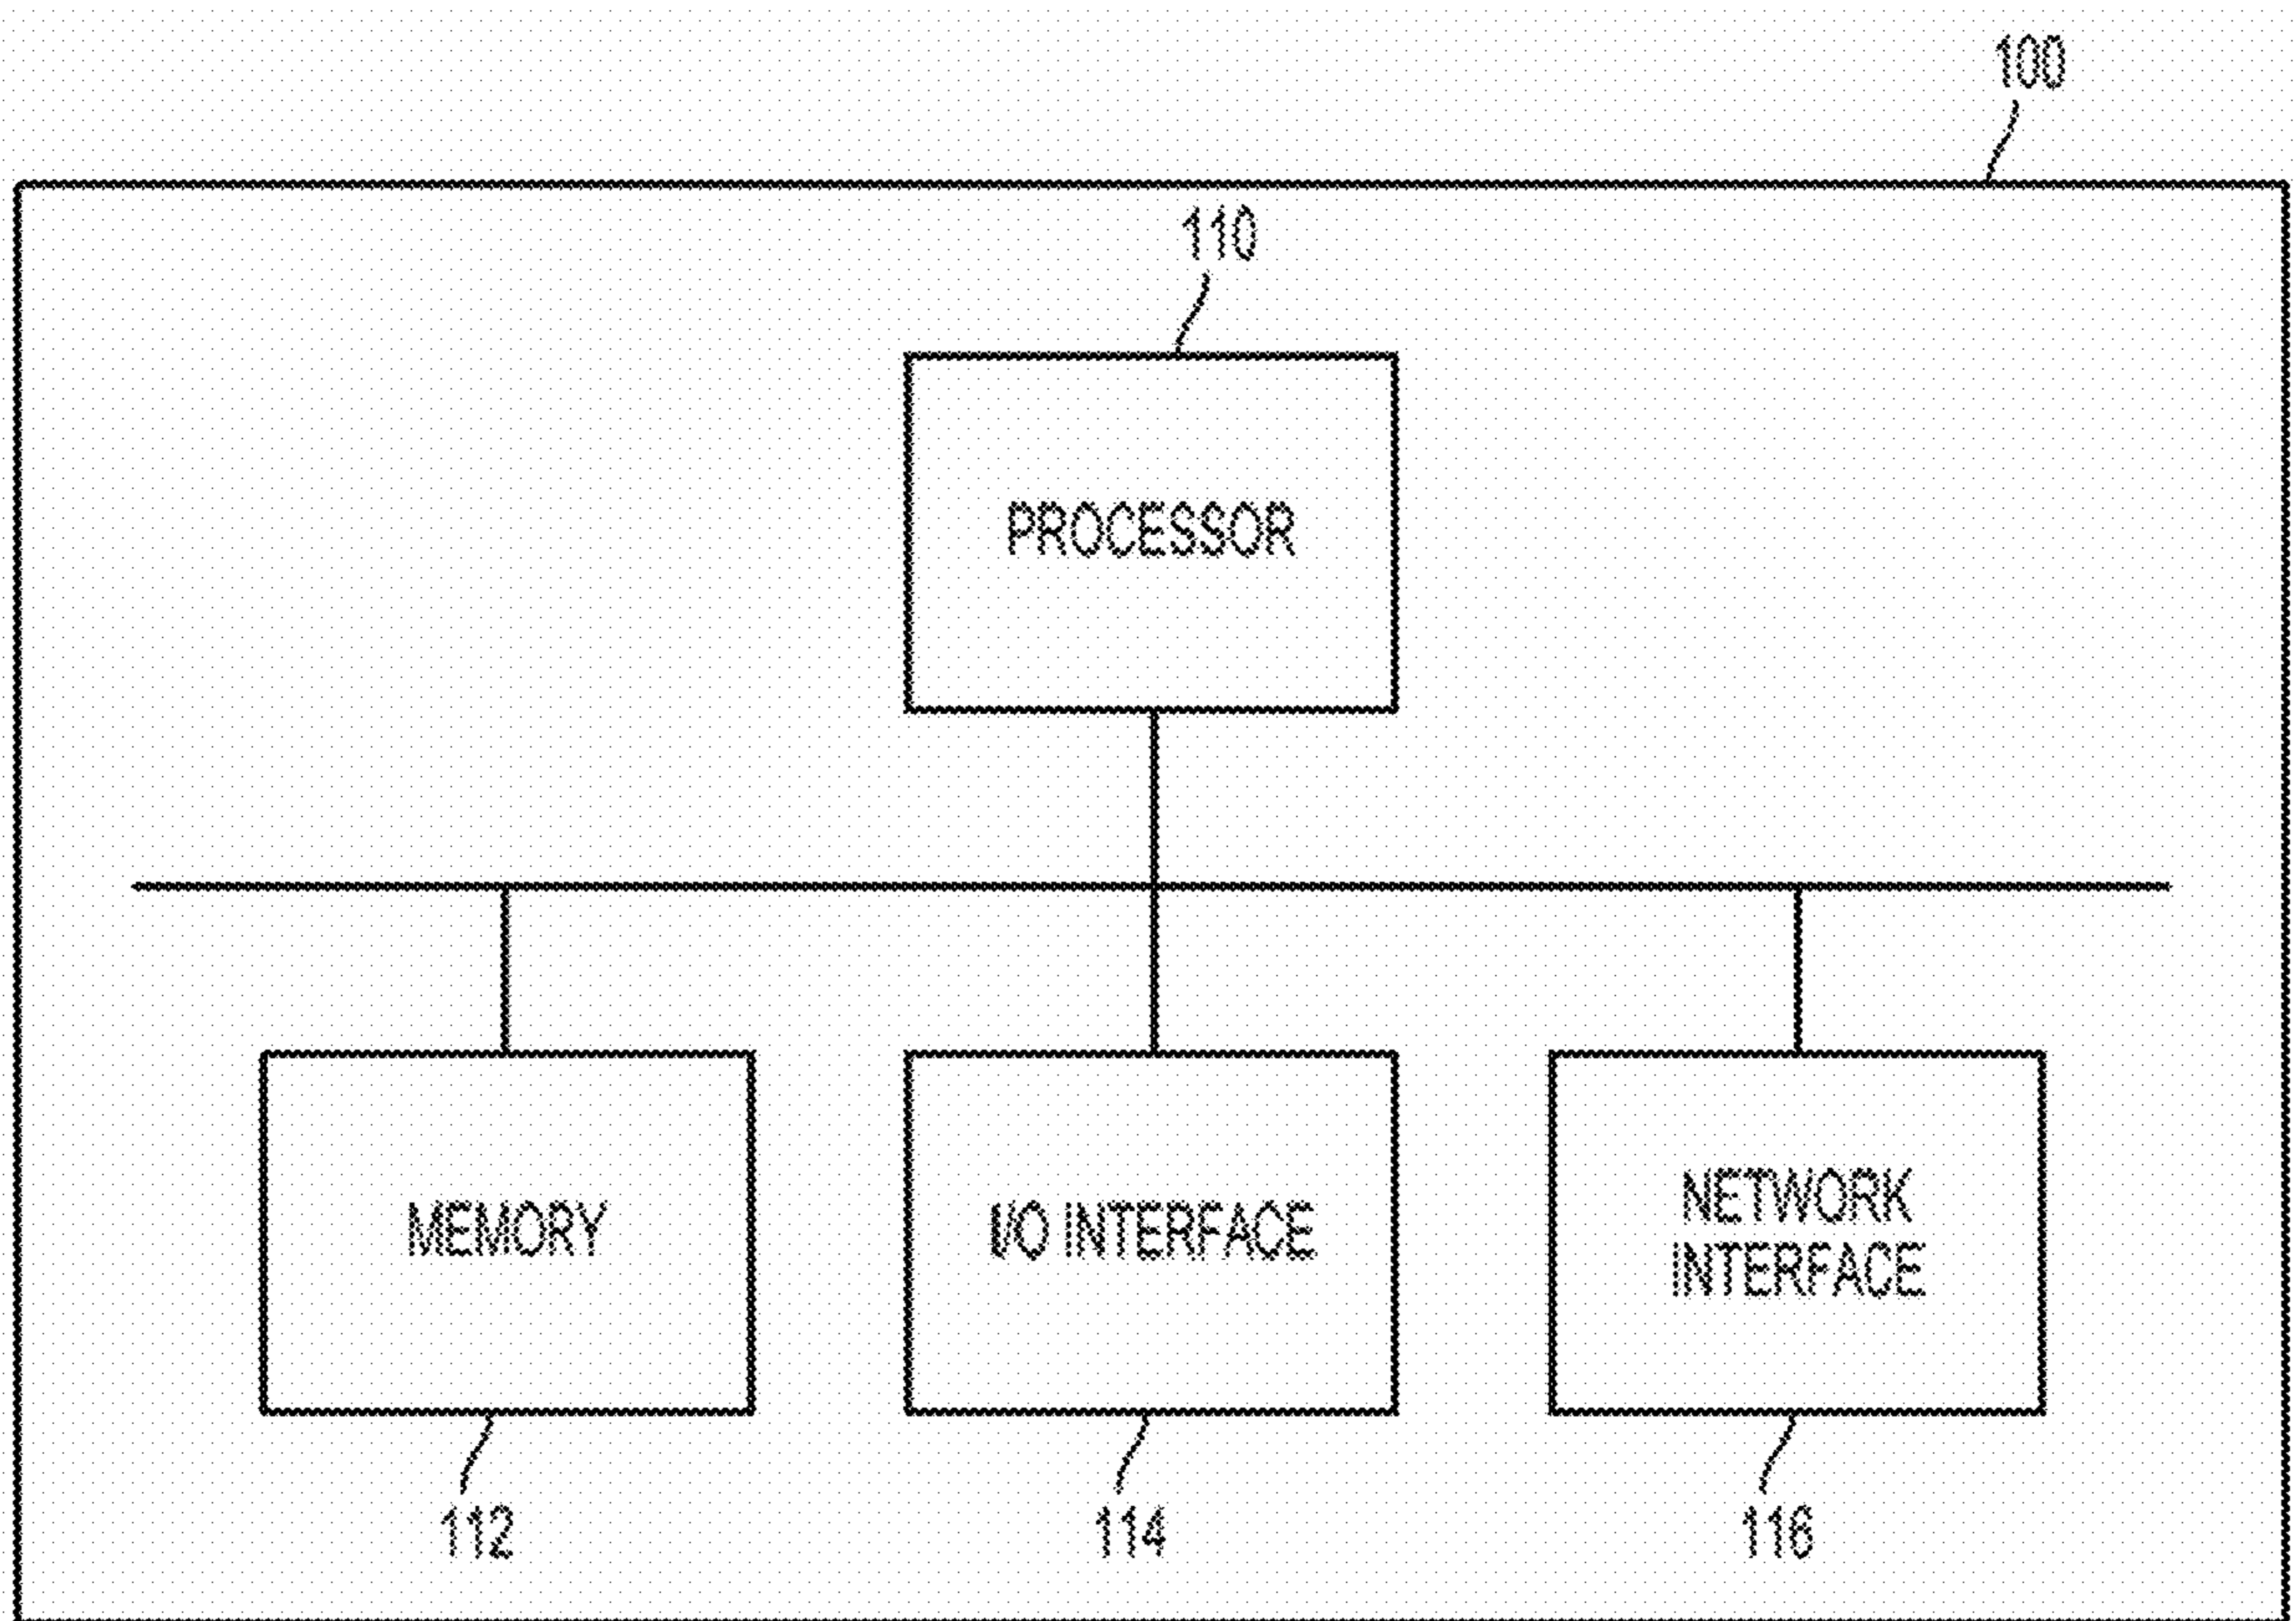 100
110
PROCESSOR
MEMORY
I/O INTERFACE
NETWORK
INTERFACE
112
114
116